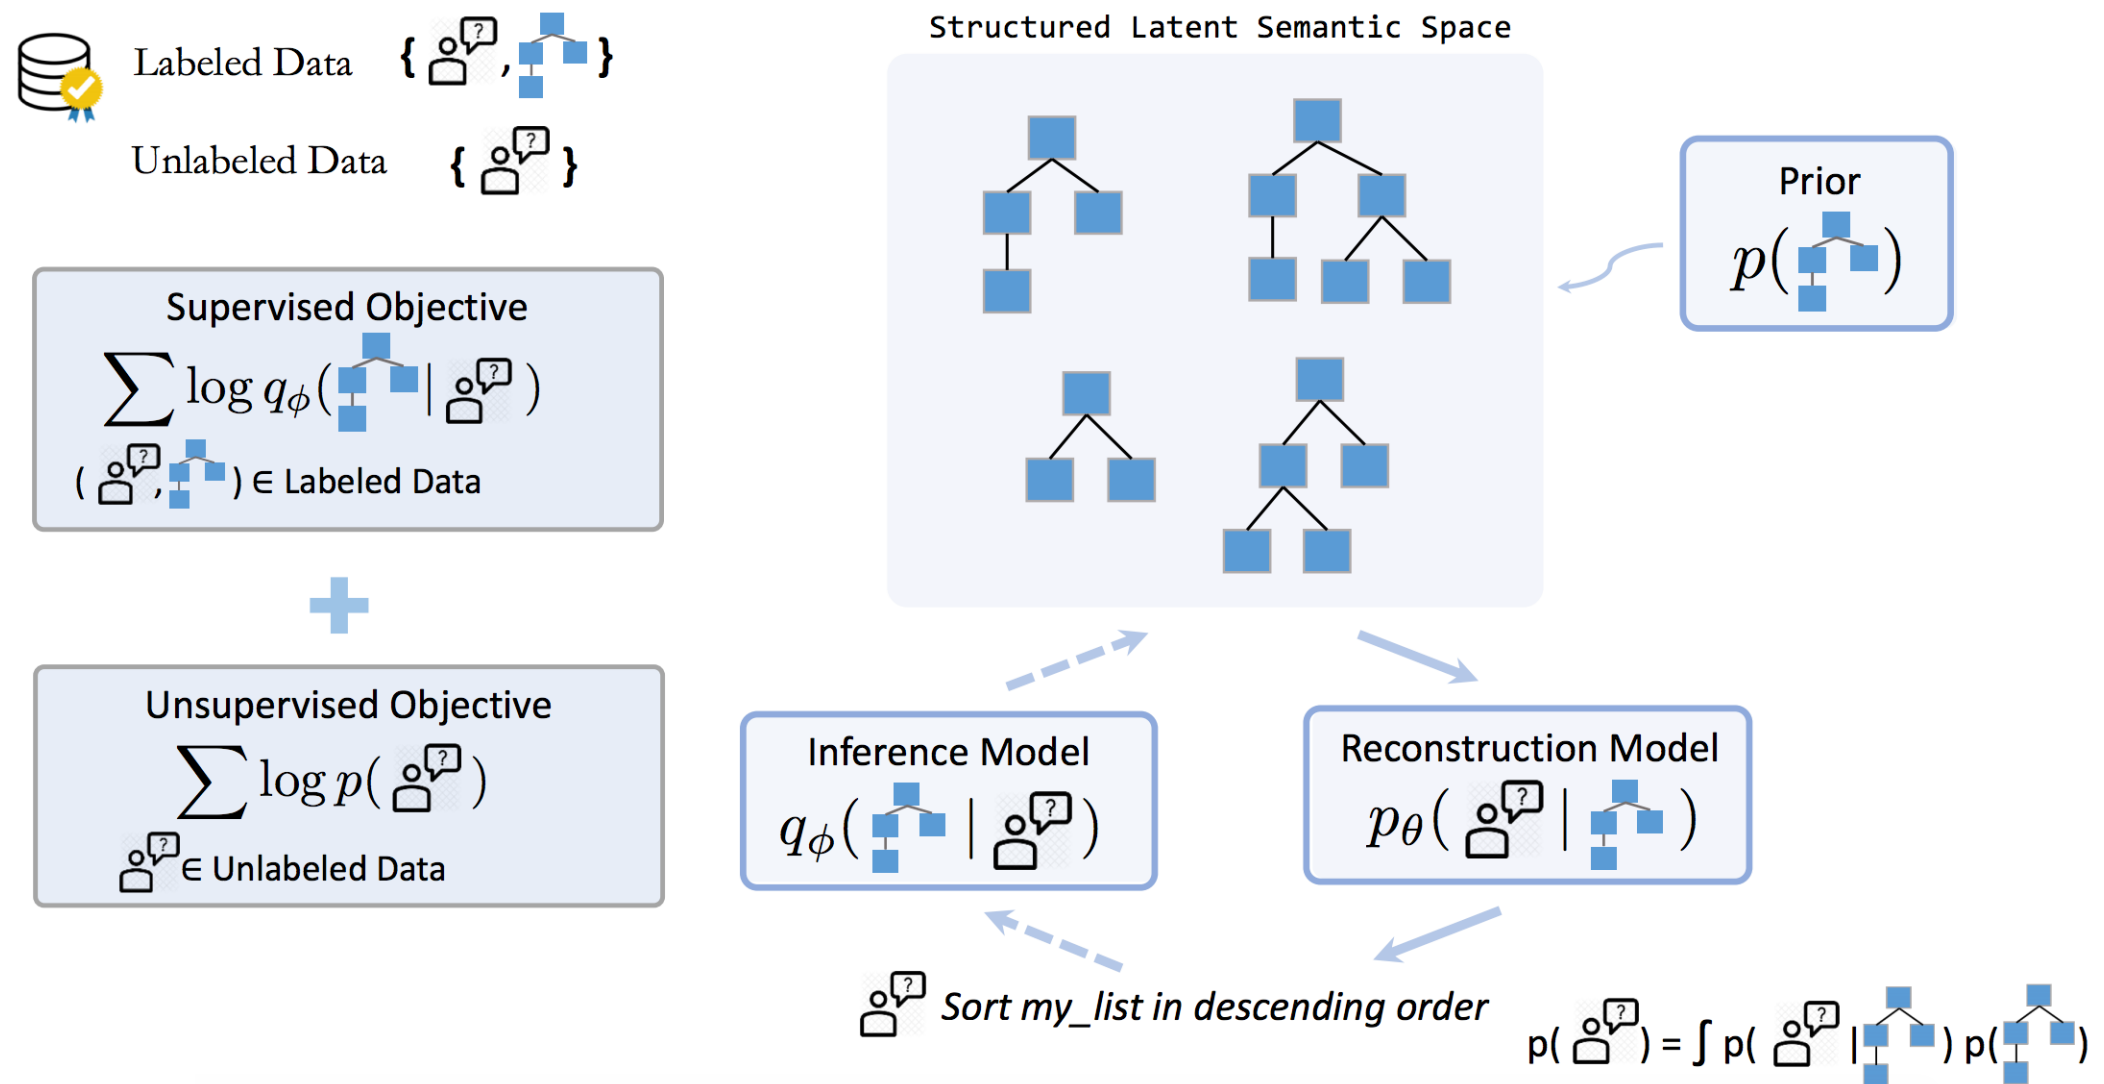 Structured Latent Semantic Space
Labeled Data { , }
Unlabeled Data { }
Prior
p( )
Supervised Objective
∑ log qϕ( | )
( , ) ∈ Labeled Data
Unsupervised Objective
∑ log p( )
∈ Unlabeled Data
Inference Model
qϕ( | )
Reconstruction Model
pθ( | )
Sort my_list in descending order
p( ) = ∫ p( | ) p( )